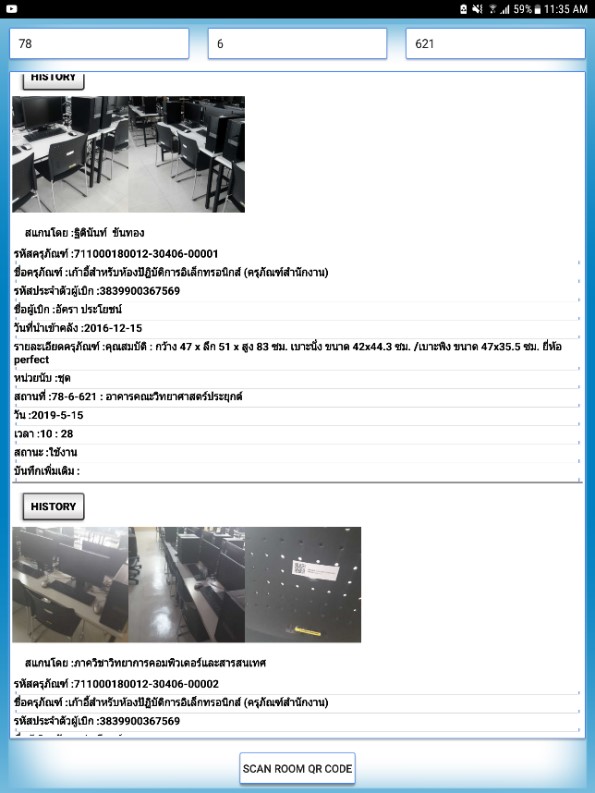 59% 11:35 AM
78 6 621
HISTORY
สแกนโดย :ฐิตินันท์ ขันทอง
รหัสครุภัณฑ์ :711000180012-30406-00001
ชื่อครุภัณฑ์ :เก้าอี้สำหรับห้องปฏิบัติการอิเล็กทรอนิกส์ (ครุภัณฑ์สำนักงาน)
รหัสประจำตัวผู้เบิก :3839900367569
ชื่อผู้เบิก :อัครา ประโยชน์
วันที่นำเข้าคลัง :2016-12-15
รายละเอียดครุภัณฑ์ :คุณสมบัติ : กว้าง 47 x ลึก 51 x สูง 83 ซม. เบาะนั่ง ขนาด 42x44.3 ซม. /เบาะพิง ขนาด 47x35.5 ซม. ยี่ห้อ
perfect
หน่วยนับ :ชุด
สถานที่ :78-6-621 : อาคารคณะวิทยาศาสตร์ประยุกต์
วัน :2019-5-15
เวลา :10 : 28
สถานะ :ใช้งาน
บันทึกเพิ่มเติม :
HISTORY
สแกนโดย :ภาควิชาวิทยาการคอมพิวเตอร์และสารสนเทศ
รหัสครุภัณฑ์ :711000180012-30406-00002
ชื่อครุภัณฑ์ :เก้าอี้สำหรับห้องปฏิบัติการอิเล็กทรอนิกส์ (ครุภัณฑ์สำนักงาน)
รหัสประจำตัวผู้เบิก :3839900367569
SCAN ROOM QR CODE